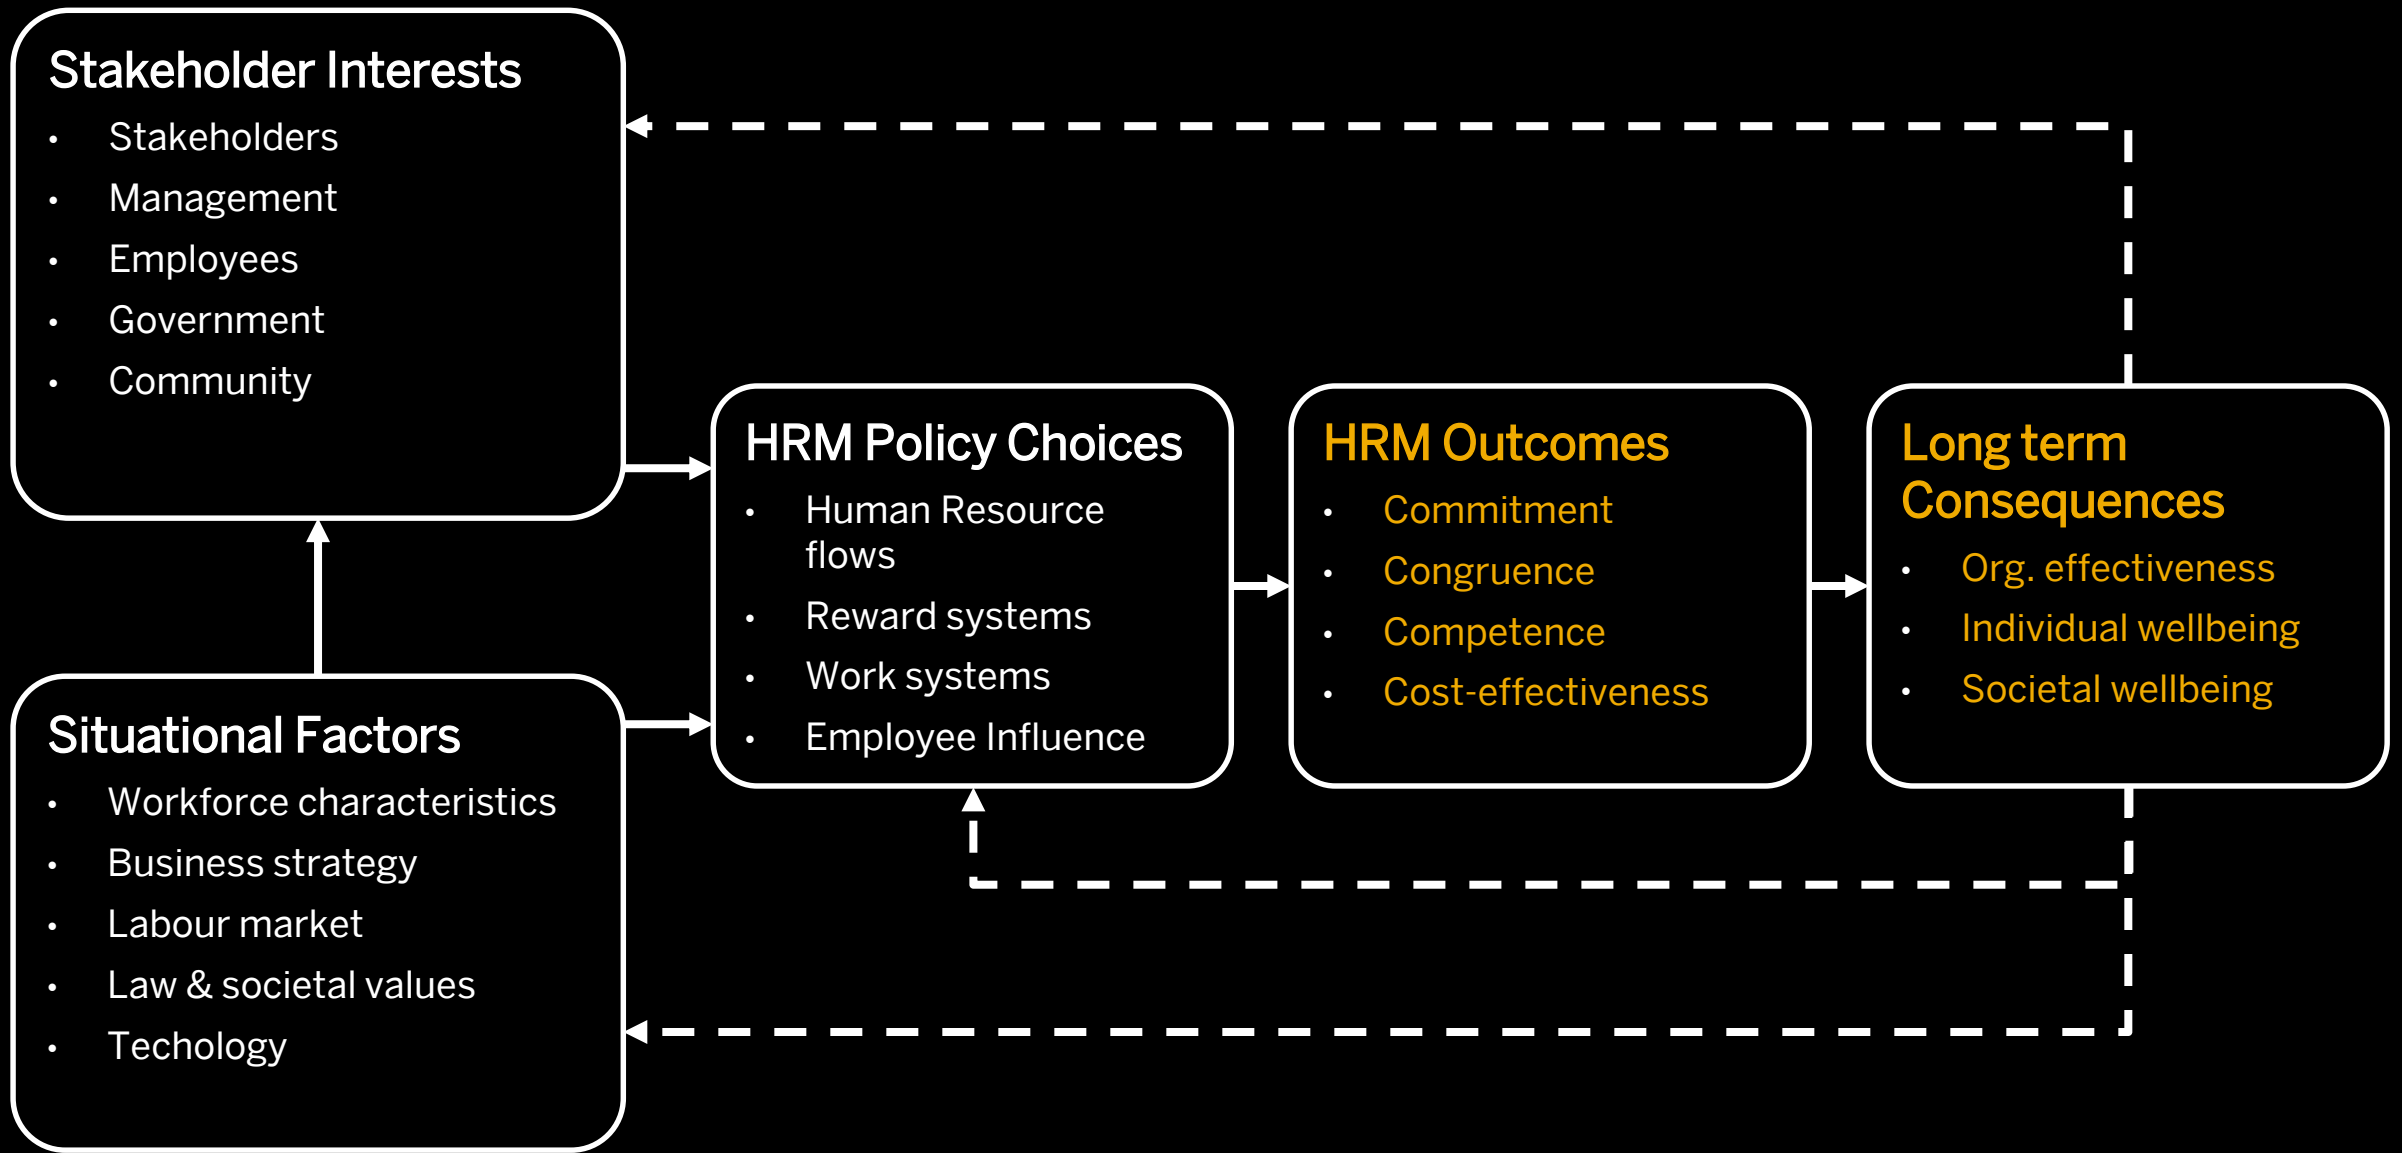 Stakeholder Interests
• Stakeholders
• Management
• Employees
• Government
• Community
Situational Factors
• Workforce characteristics
• Business strategy
• Labour market
• Law & societal values
• Techology
HRM Policy Choices
• Human Resource
flows
• Reward systems
• Work systems
• Employee Influence
HRM Outcomes
• Commitment
• Congruence
• Competence
• Cost-effectiveness
Long term
Consequences
• Org. effectiveness
• Individual wellbeing
• Societal wellbeing